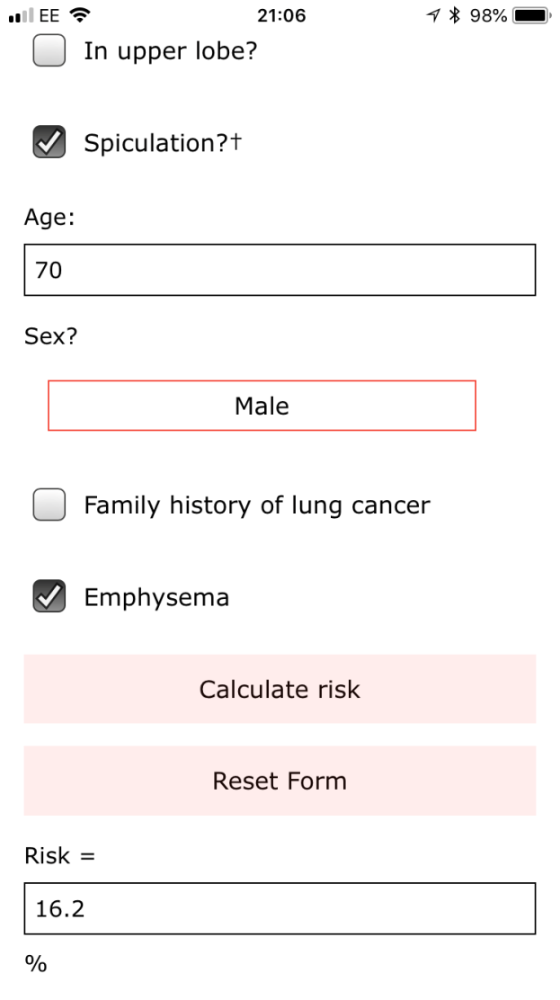 EE 21:06 98%
In upper lobe?
Spiculation?†
Age:
70
Sex?
Male
Family history of lung cancer
Emphysema
Calculate risk
Reset Form
Risk =
16.2
%